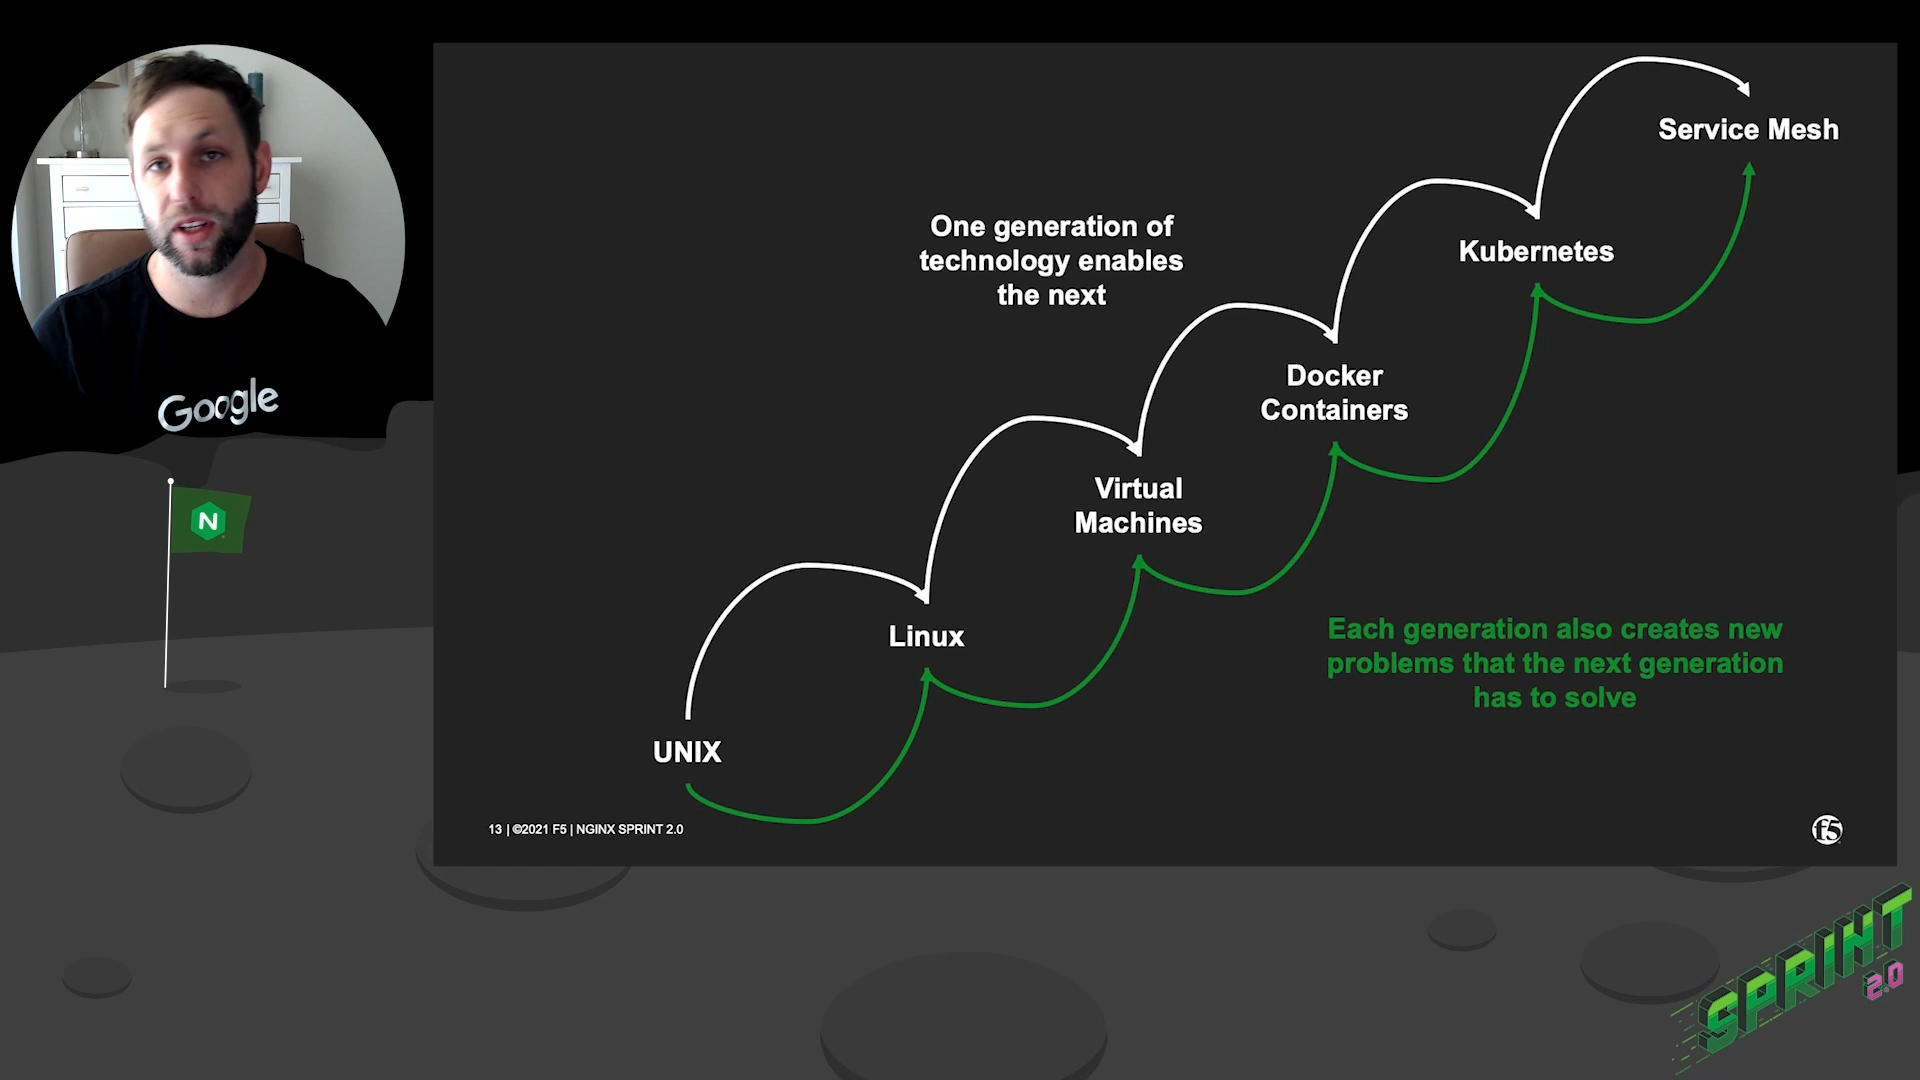 Service Mesh
One generation of
technology enables
the next
Kubernetes
Docker
Containers
Virtual
Machines
Linux
Each generation also creates new
problems that the next generation
has to solve
UNIX
13 | ©2021 F5 | NGINX SPRINT 2.0
f5
Google
N
SPRINT
2.0